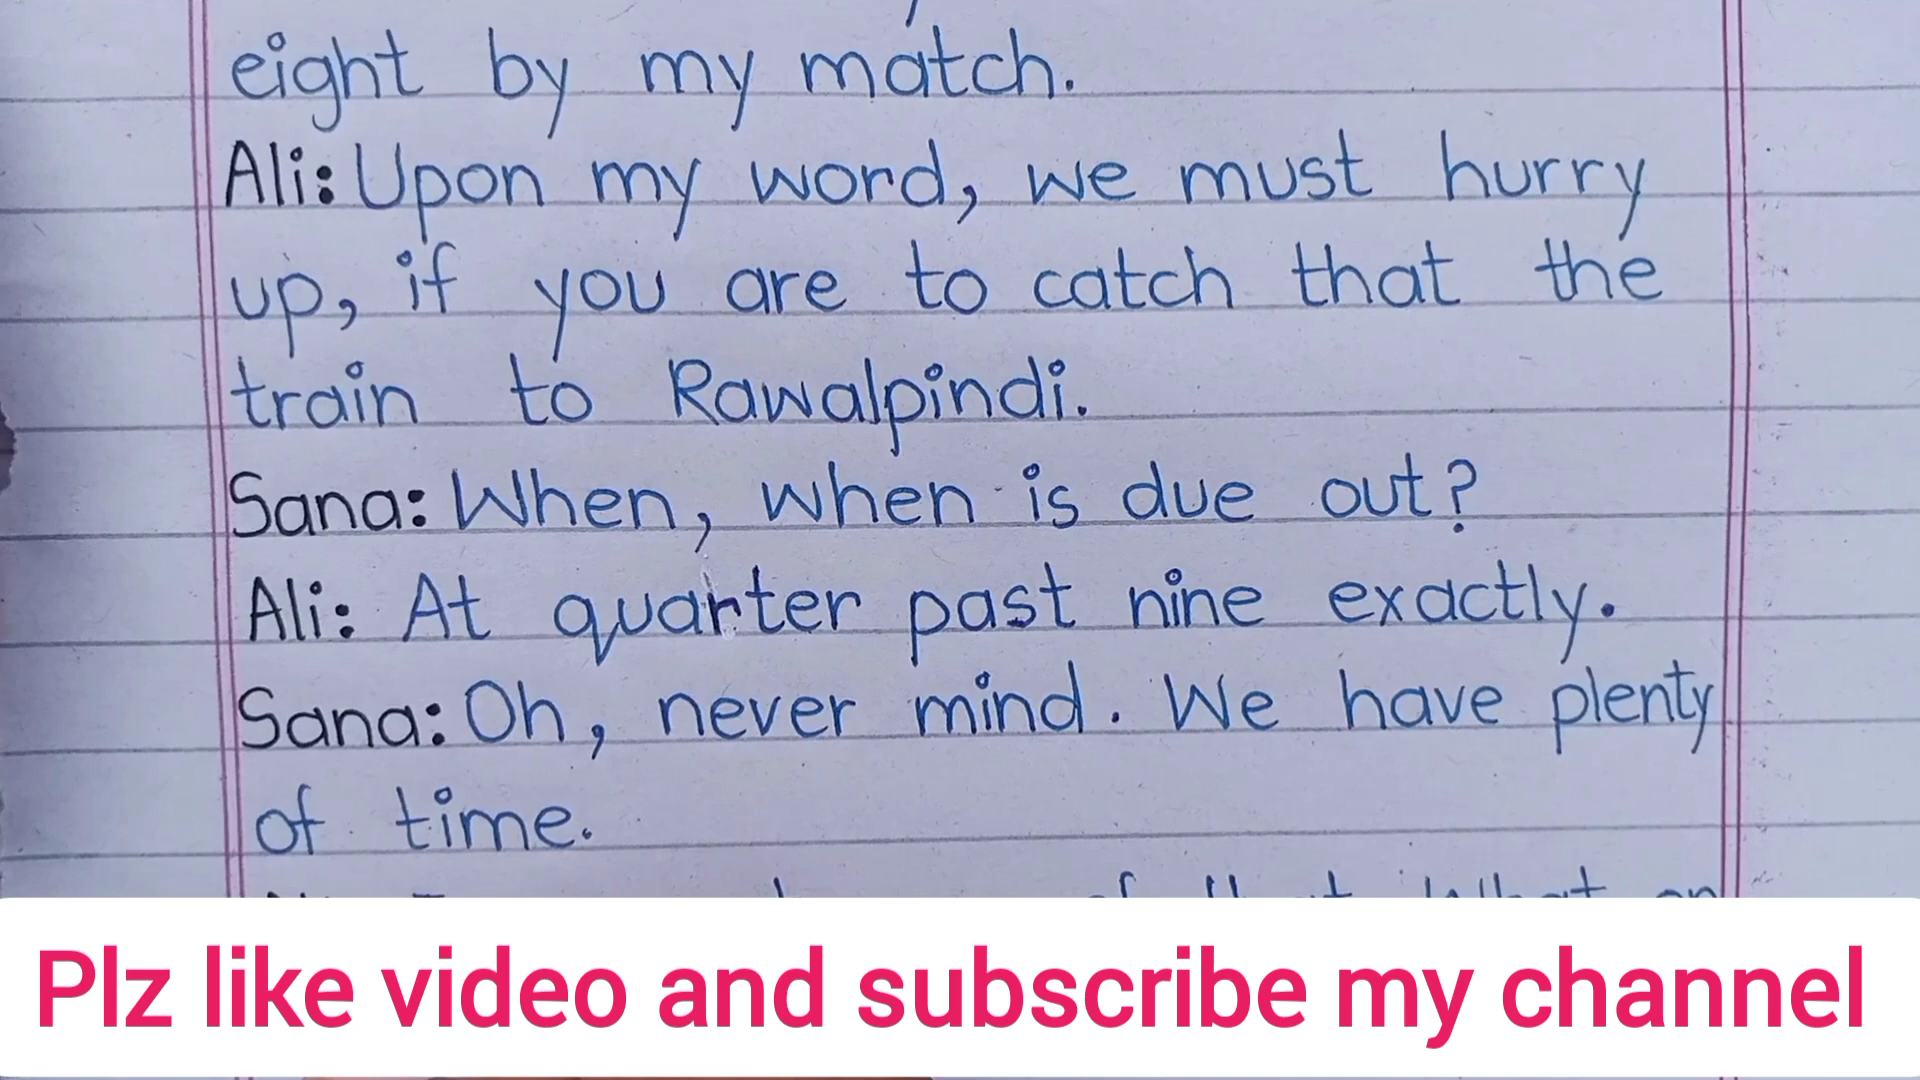 eight by my match.
Ali: Upon my word, we must hurry
up, if you are to catch that the
train to Rawalpindi.
Sana: When, when is due out?
Ali: At quarter past nine exactly.
Sana: Oh, never mind. We have plenty
of time.
Plz like video and subscribe my channel